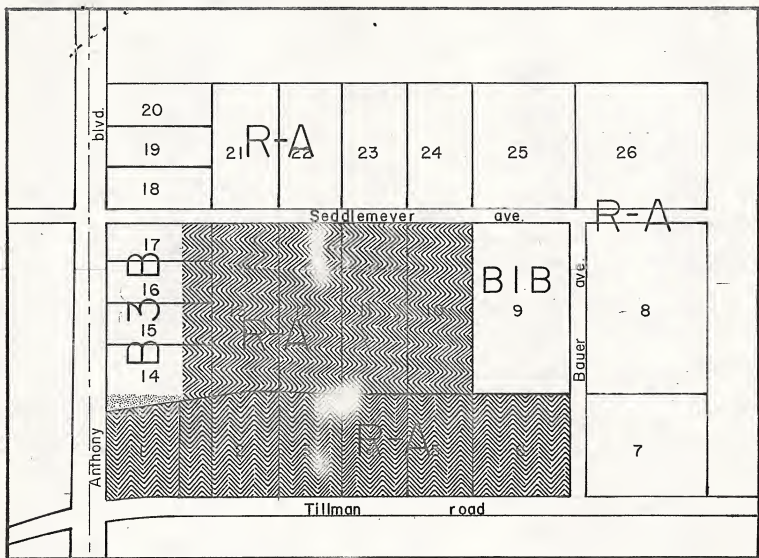 blvd.
20
19
18
R-A
21
22
23
24
25
26
Seddlemeyer ave.
R-A
17
16
15
14
B3B
R-A
B1B
9
Bauer ave.
8
R-A
7
Anthony
Tillman road